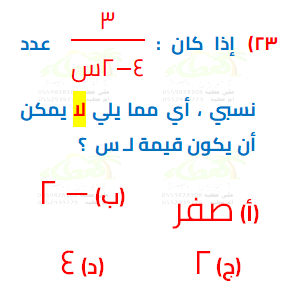 ٢٣) إذا كان : ٣ / ٤−٢س عدد
نسبي ، أي مما يلي لا يمكن
أن يكون قيمة لـ س ؟
(أ) صفر (ب) −٢
(ج) ٢ (د) ٤